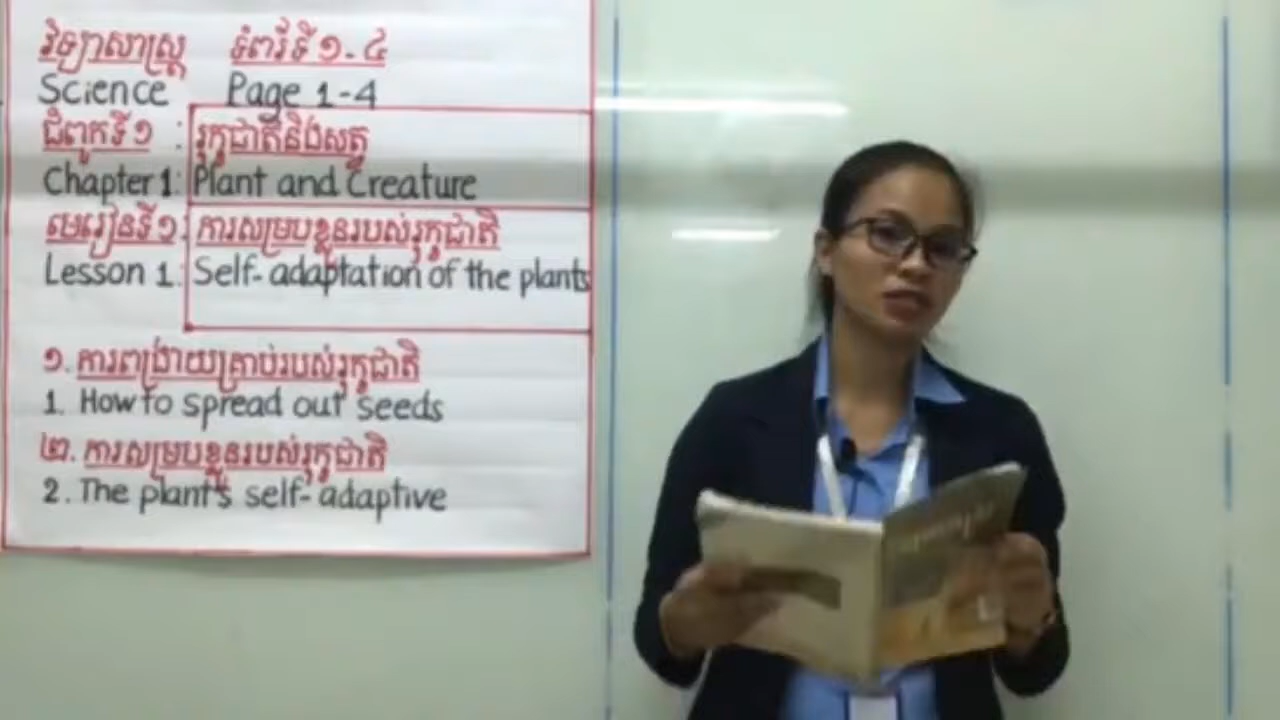 វិទ្យាសាស្ត្រ ទំព័រទី ១-៤
Science Page 1-4
ជំពូកទី១ : រុក្ខជាតិនិងសត្វ
Chapter 1: Plant and Creature
មេរៀនទី១: ការសម្របខ្លួនរបស់រុក្ខជាតិ
Lesson 1: Self-adaptation of the plants
១. ការពង្រាយគ្រាប់របស់រុក្ខជាតិ
1. How to spread out seeds
២. ការសម្របខ្លួនរបស់រុក្ខជាតិ
2. The plant's self-adaptive